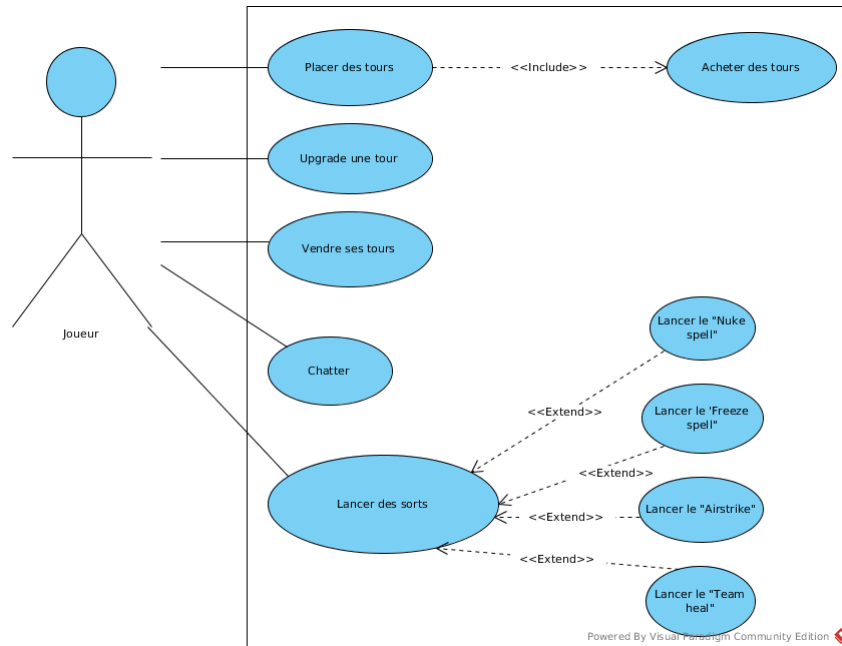 Placer des tours
<<Include>>
Acheter des tours
Upgrade une tour
Vendre ses tours
Joueur
Chatter
Lancer le "Nuke
spell"
<<Extend>>
Lancer le 'Freeze
spell"
<<Extend>>
Lancer des sorts
<<Extend>>
Lancer le "Airstrike"
<<Extend>>
Lancer le "Team
heal"
Powered By Visual Paradigm Community Edition